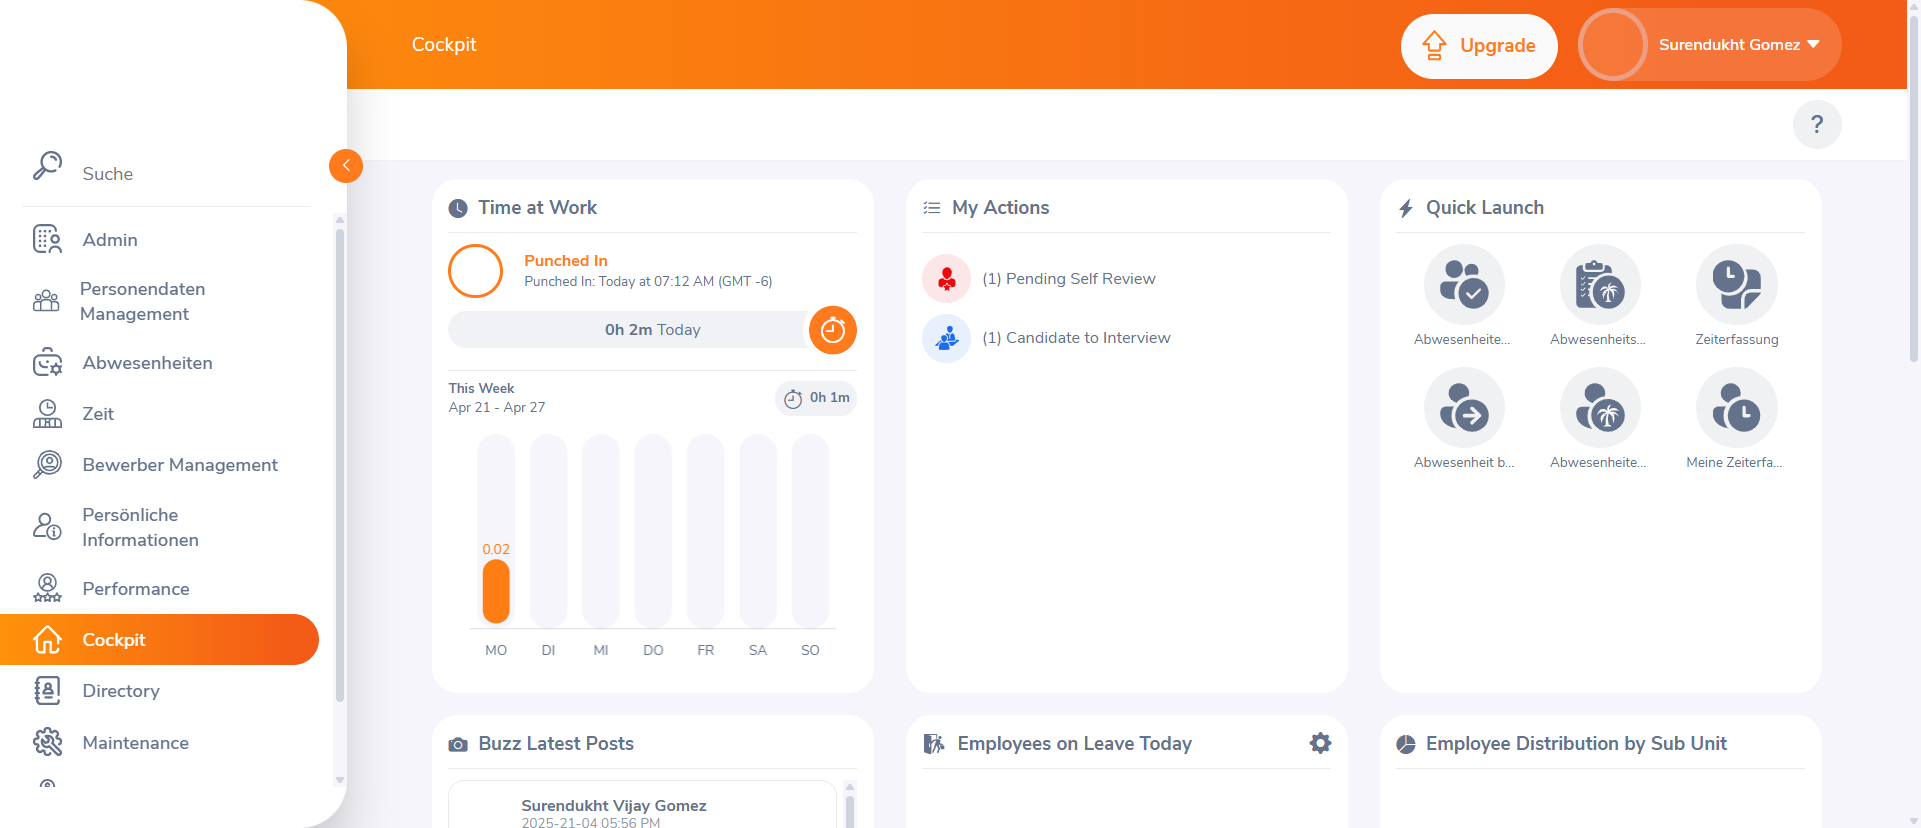 Cockpit
Upgrade
Surendukht Gomez
?
Suche
Admin
Personendaten
Management
Abwesenheiten
Zeit
Bewerber Management
Persönliche
Informationen
Performance
Cockpit
Directory
Maintenance
Time at Work
Punched In
Punched In: Today at 07:12 AM (GMT -6)
0h 2m Today
This Week
Apr 21 - Apr 27
0h 1m
0.02
MO DI MI DO FR SA SO
My Actions
(1) Pending Self Review
(1) Candidate to Interview
Quick Launch
Abwesenheite... Abwesenheits... Zeiterfassung
Abwesenheit b... Abwesenheite... Meine Zeiterfa...
Buzz Latest Posts
Surendukht Vijay Gomez
2025-21-04 05:56 PM
Employees on Leave Today
Employee Distribution by Sub Unit